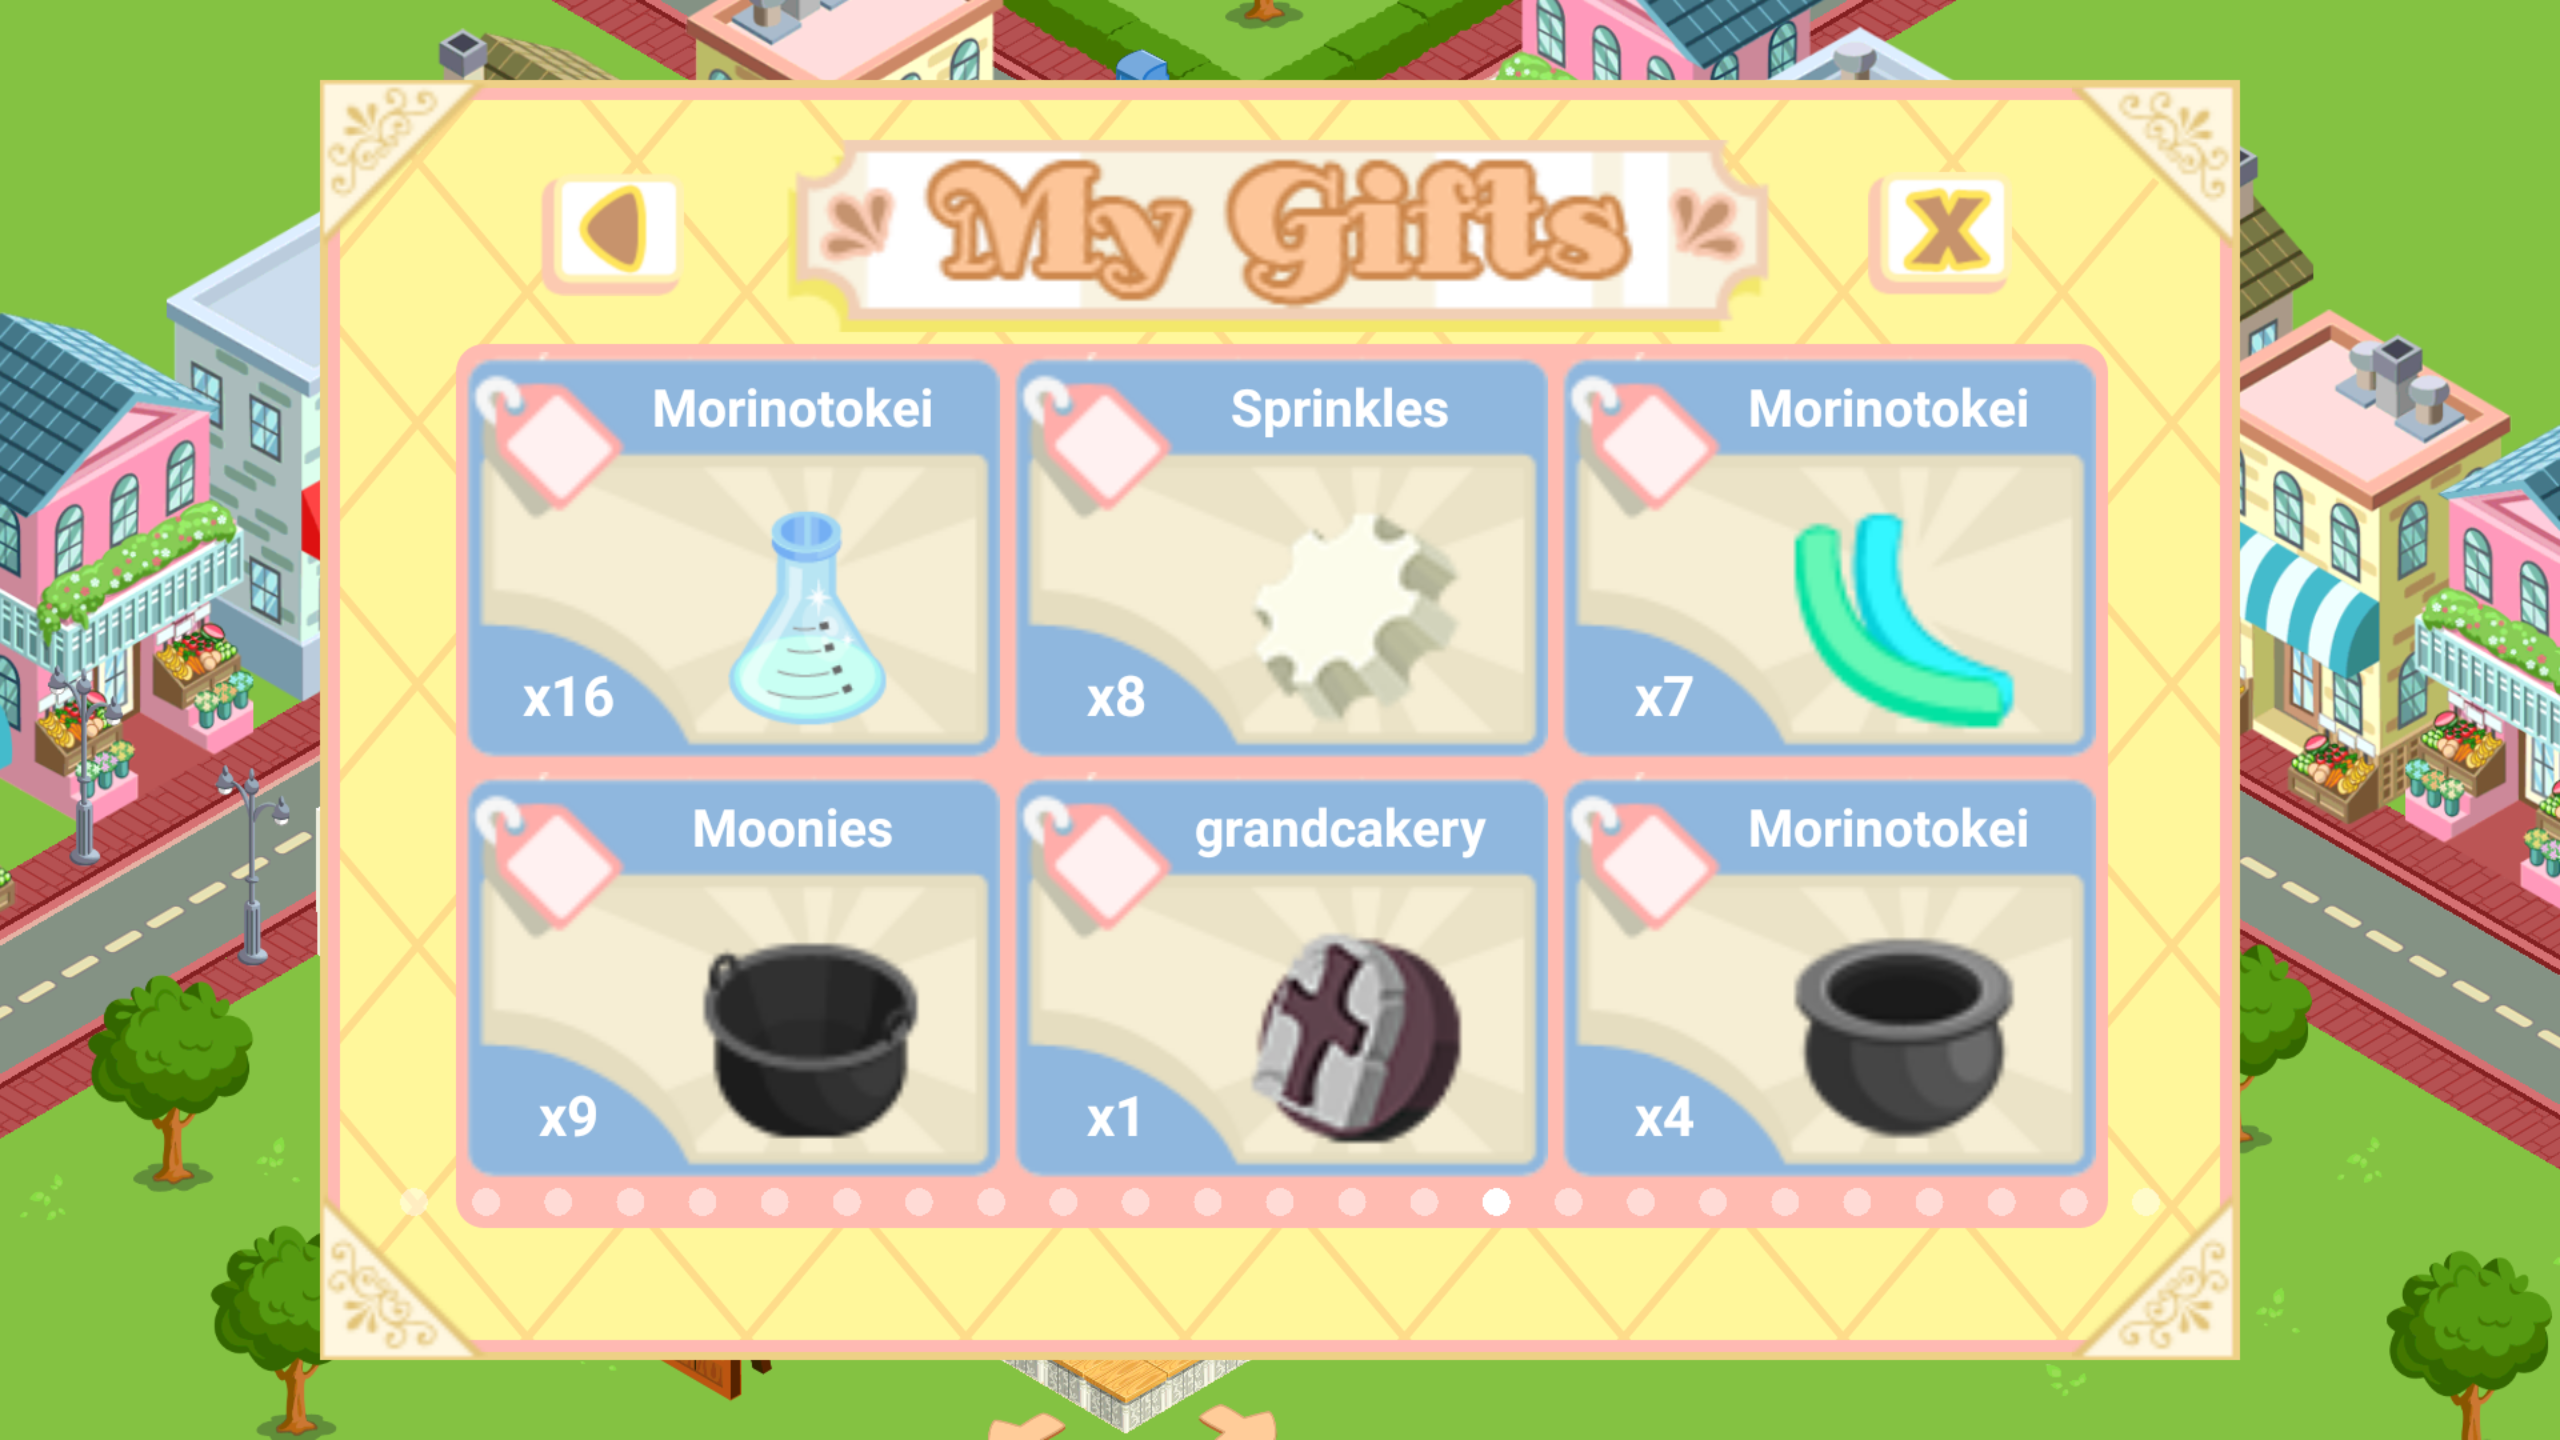 My Gifts
X
Morinotokei
x16
Sprinkles
x8
Morinotokei
x7
Moonies
x9
grandcakery
x1
Morinotokei
x4